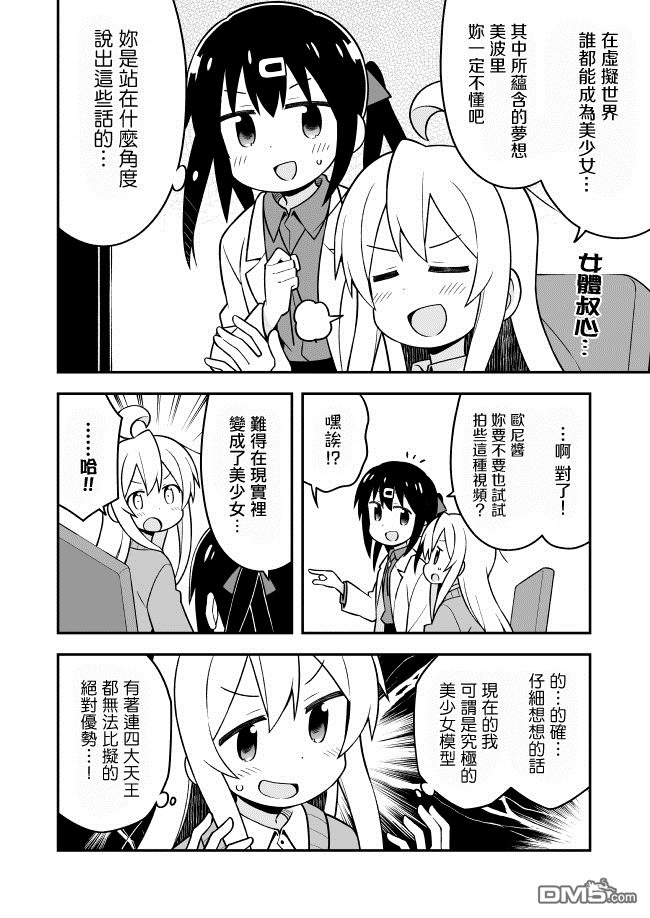 在虛擬世界
誰都能成為美少女…
其中所蘊含的夢想
美波里
妳一定不懂吧
女體叔心…
妳是站在什麼角度
說出這些話的…
…啊 對了！
歐尼醬
妳要不要也試試
拍些這種視頻？
嘿誒!?
難得在現實裡
變成了美少女…
……哈!!
的…的確…
仔細想想的話
現在的我
可謂是究極的
美少女模型
有著連四大天王
都無法比擬的
絕對優勢…！
DM5.com